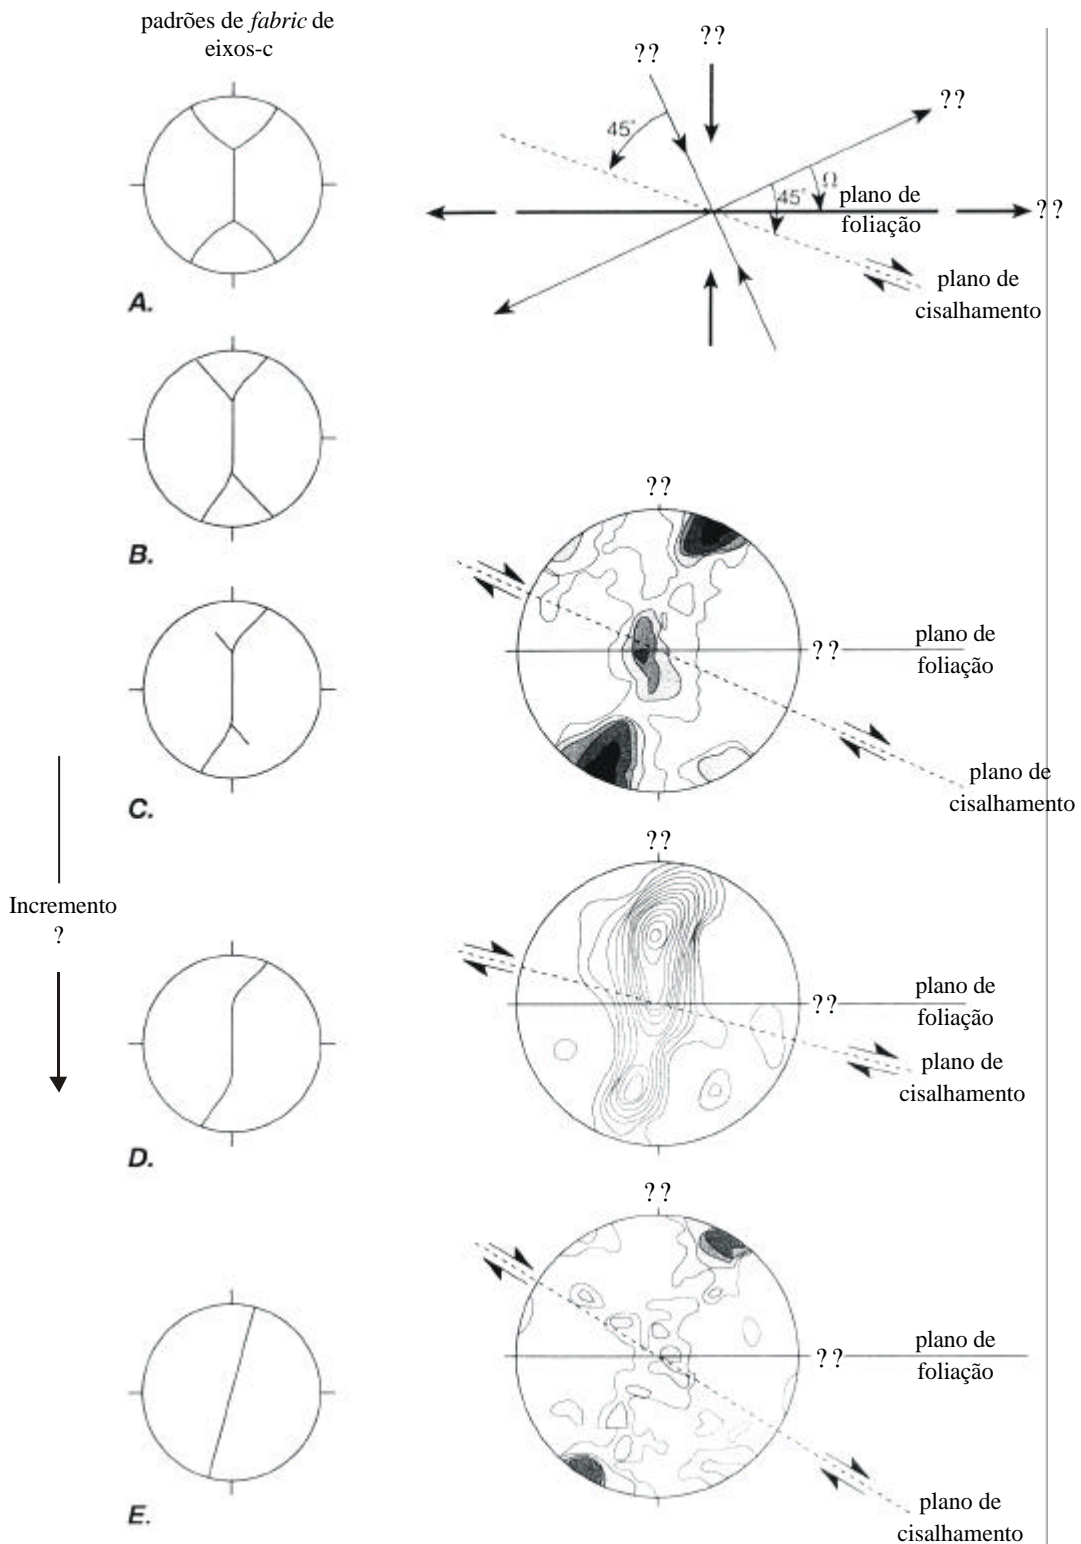 padrões de fabric de
eixos-c
A.
??
??
??
45°
45°
Ω
plano de
foliação
??
plano de
cisalhamento
B.
??
??
plano de
foliação
plano de
cisalhamento
C.
Incremento
?
??
??
plano de
foliação
plano de
cisalhamento
D.
??
??
plano de
foliação
plano de
cisalhamento
E.